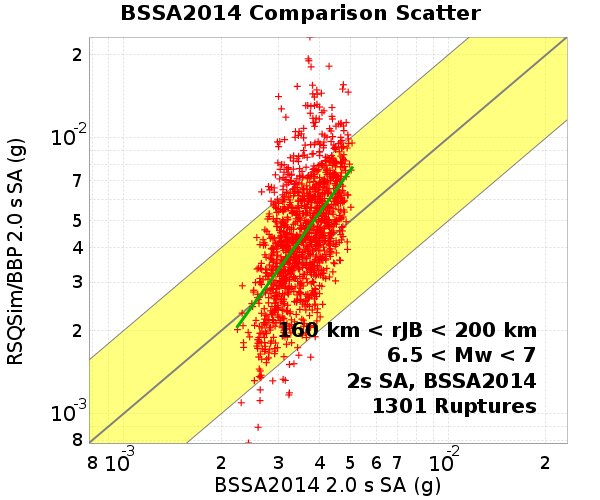 BSSA2014 Comparison Scatter
RSQSim/BBP 2.0 s SA (g)
2
10-2
7
5
4
3
2
10-3
8
160 km < rJB < 200 km
6.5 < Mw < 7
2s SA, BSSA2014
1301 Ruptures
8 10-3 2 3 4 5 6 7 10-2 2
BSSA2014 2.0 s SA (g)